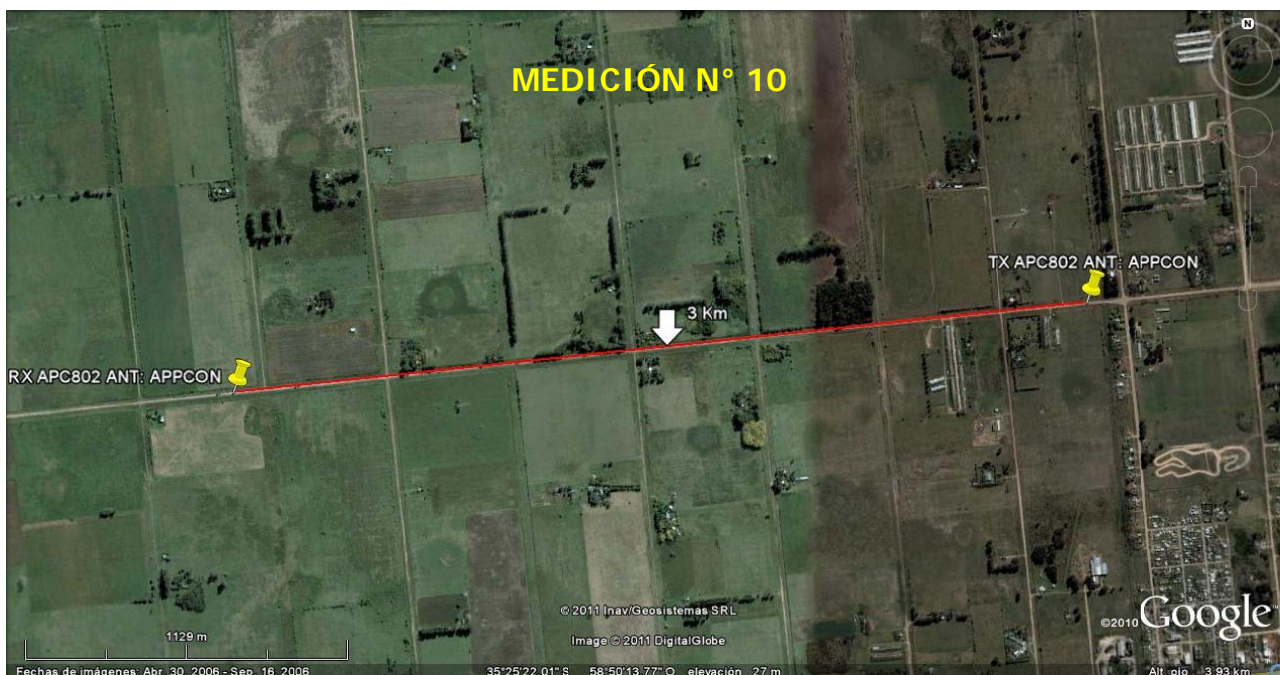 N
MEDICIÓN N° 10
TX APC802 ANT: APPCON
3 Km
RX APC802 ANT: APPCON
© 2011 Inav/Geosistemas SRL
©2010 Google
1129 m
Image © 2011 DigitalGlobe
Fechas de imágenes: Abr. 30, 2006 - Sep. 16, 2006 35°25'22.01" S 58°50'13.77" O elevación 27 m Alt. ojo 3.93 km